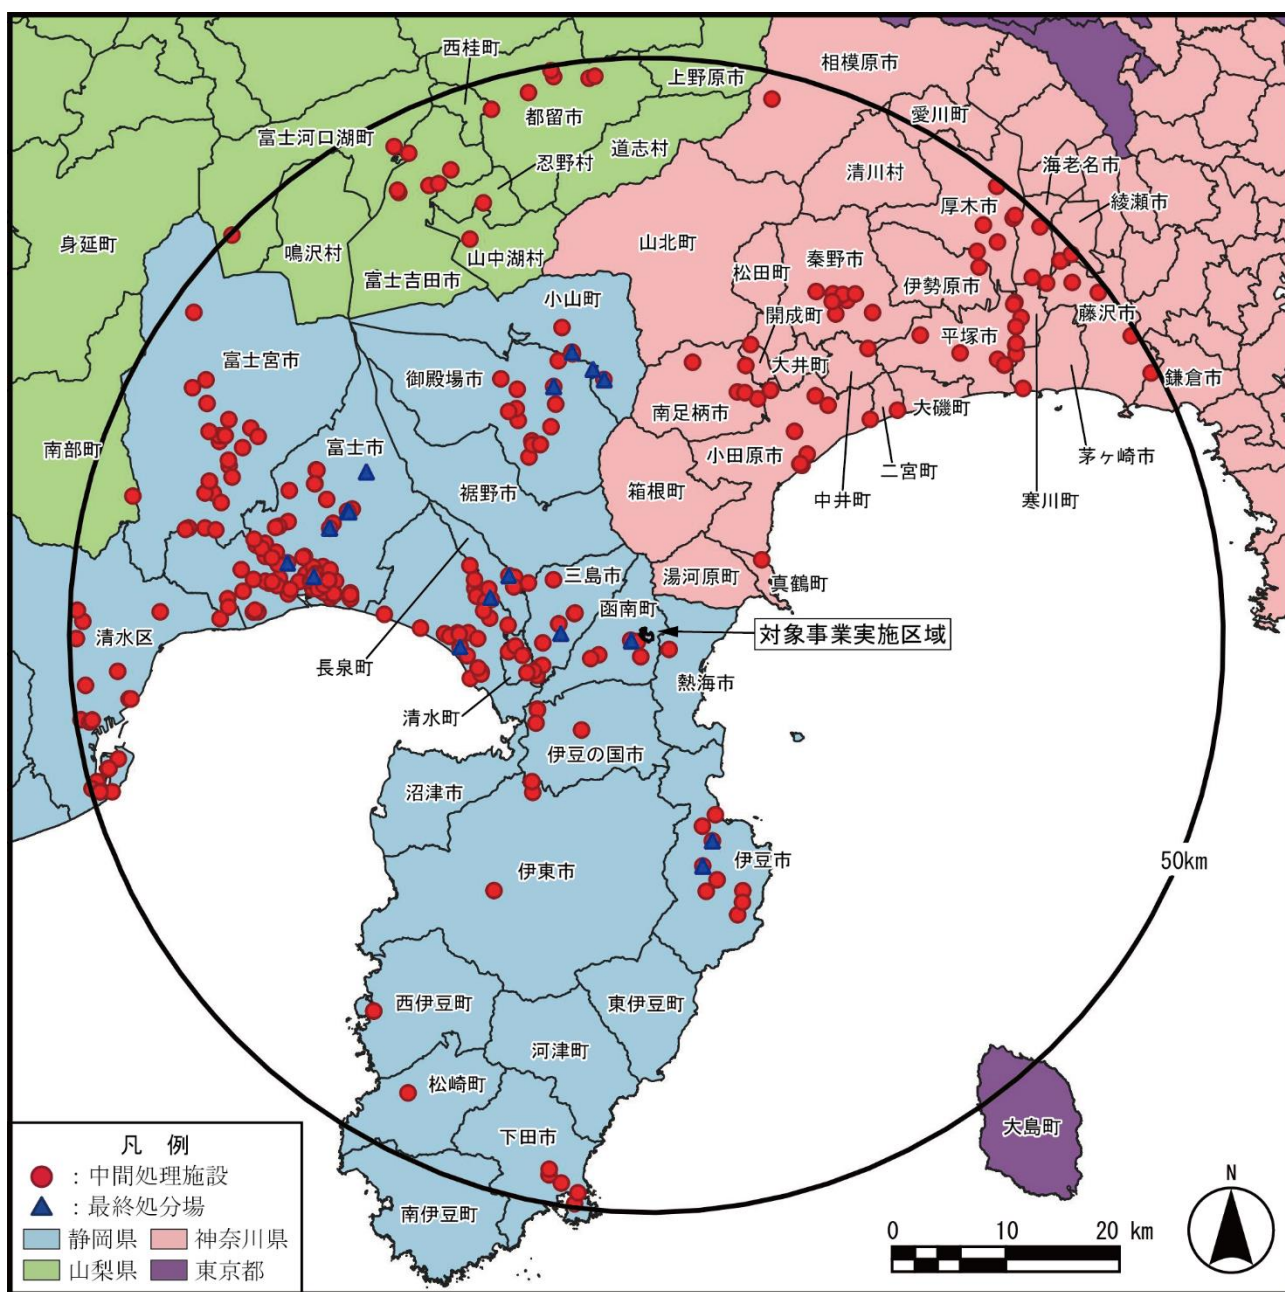 西桂町
上野原市
相模原市
都留市
愛川町
富士河口湖町
道志村
忍野村
海老名市
清川村
綾瀬市
厚木市
身延町
鳴沢村
山中湖村
山北町
松田町
秦野市
伊勢原市
富士吉田市
小山町
開成町
藤沢市
平塚市
富士宮市
御殿場市
大井町
鎌倉市
南足柄市
大磯町
南部町
富士市
小田原市
茅ヶ崎市
二宮町
裾野市
箱根町
中井町
寒川町
三島市
湯河原町
真鶴町
函南町
清水区
対象事業実施区域
長泉町
熱海市
清水町
伊豆の国市
沼津市
伊東市
伊豆市
50km
西伊豆町
東伊豆町
河津町
松崎町
大島町
下田市
南伊豆町
凡 例
：中間処理施設
：最終処分場
静岡県
神奈川県
山梨県
東京都
0 10 20 km
N